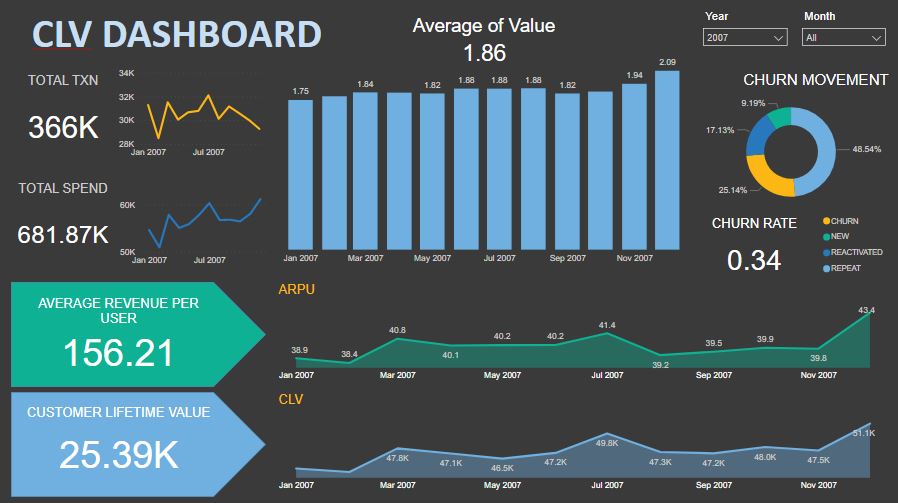 CLV DASHBOARD
Average of Value
1.86
Year
2007
Month
All
TOTAL TXN
366K
34K
32K
30K
28K
Jan 2007
Jul 2007
TOTAL SPEND
681.87K
60K
50K
Jan 2007
Jul 2007
1.75
1.84
1.82
1.88
1.88
1.88
1.82
1.94
2.09
Jan 2007
Mar 2007
May 2007
Jul 2007
Sep 2007
Nov 2007
CHURN MOVEMENT
9.19%
17.13%
48.54%
25.14%
CHURN RATE
0.34
CHURN
NEW
REACTIVATED
REPEAT
AVERAGE REVENUE PER
USER
156.21
ARPU
38.9
38.4
40.8
40.1
40.2
40.2
41.4
39.2
39.5
39.9
39.8
43.4
Jan 2007
Mar 2007
May 2007
Jul 2007
Sep 2007
Nov 2007
CUSTOMER LIFETIME VALUE
25.39K
CLV
47.8K
47.1K
46.5K
47.2K
49.8K
47.3K
47.2K
48.0K
47.5K
51.1K
Jan 2007
Mar 2007
May 2007
Jul 2007
Sep 2007
Nov 2007